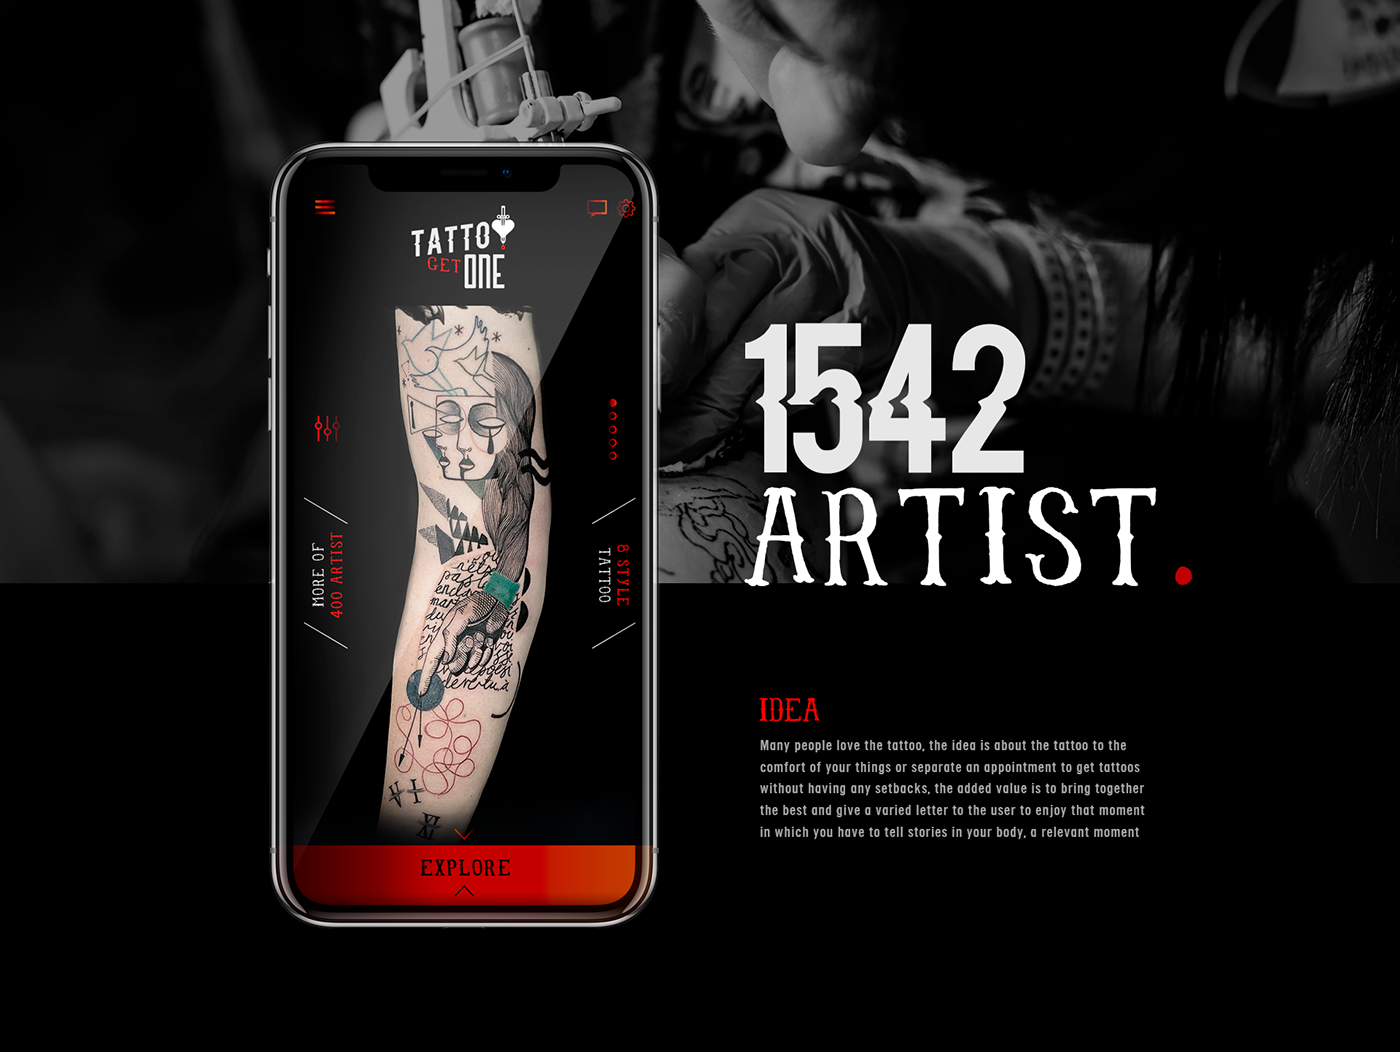 TATTO
GET ONE
MORE OF
400 ARTIST
8 STYLE
TATTOO
VI
XI
EXPLORE
1542
ARTIST.
IDEA
Many people love the tattoo, the idea is about the tattoo to the
comfort of your things or separate an appointment to get tattoos
without having any setbacks, the added value is to bring together
the best and give a varied letter to the user to enjoy that moment
in which you have to tell stories in your body, a relevant moment